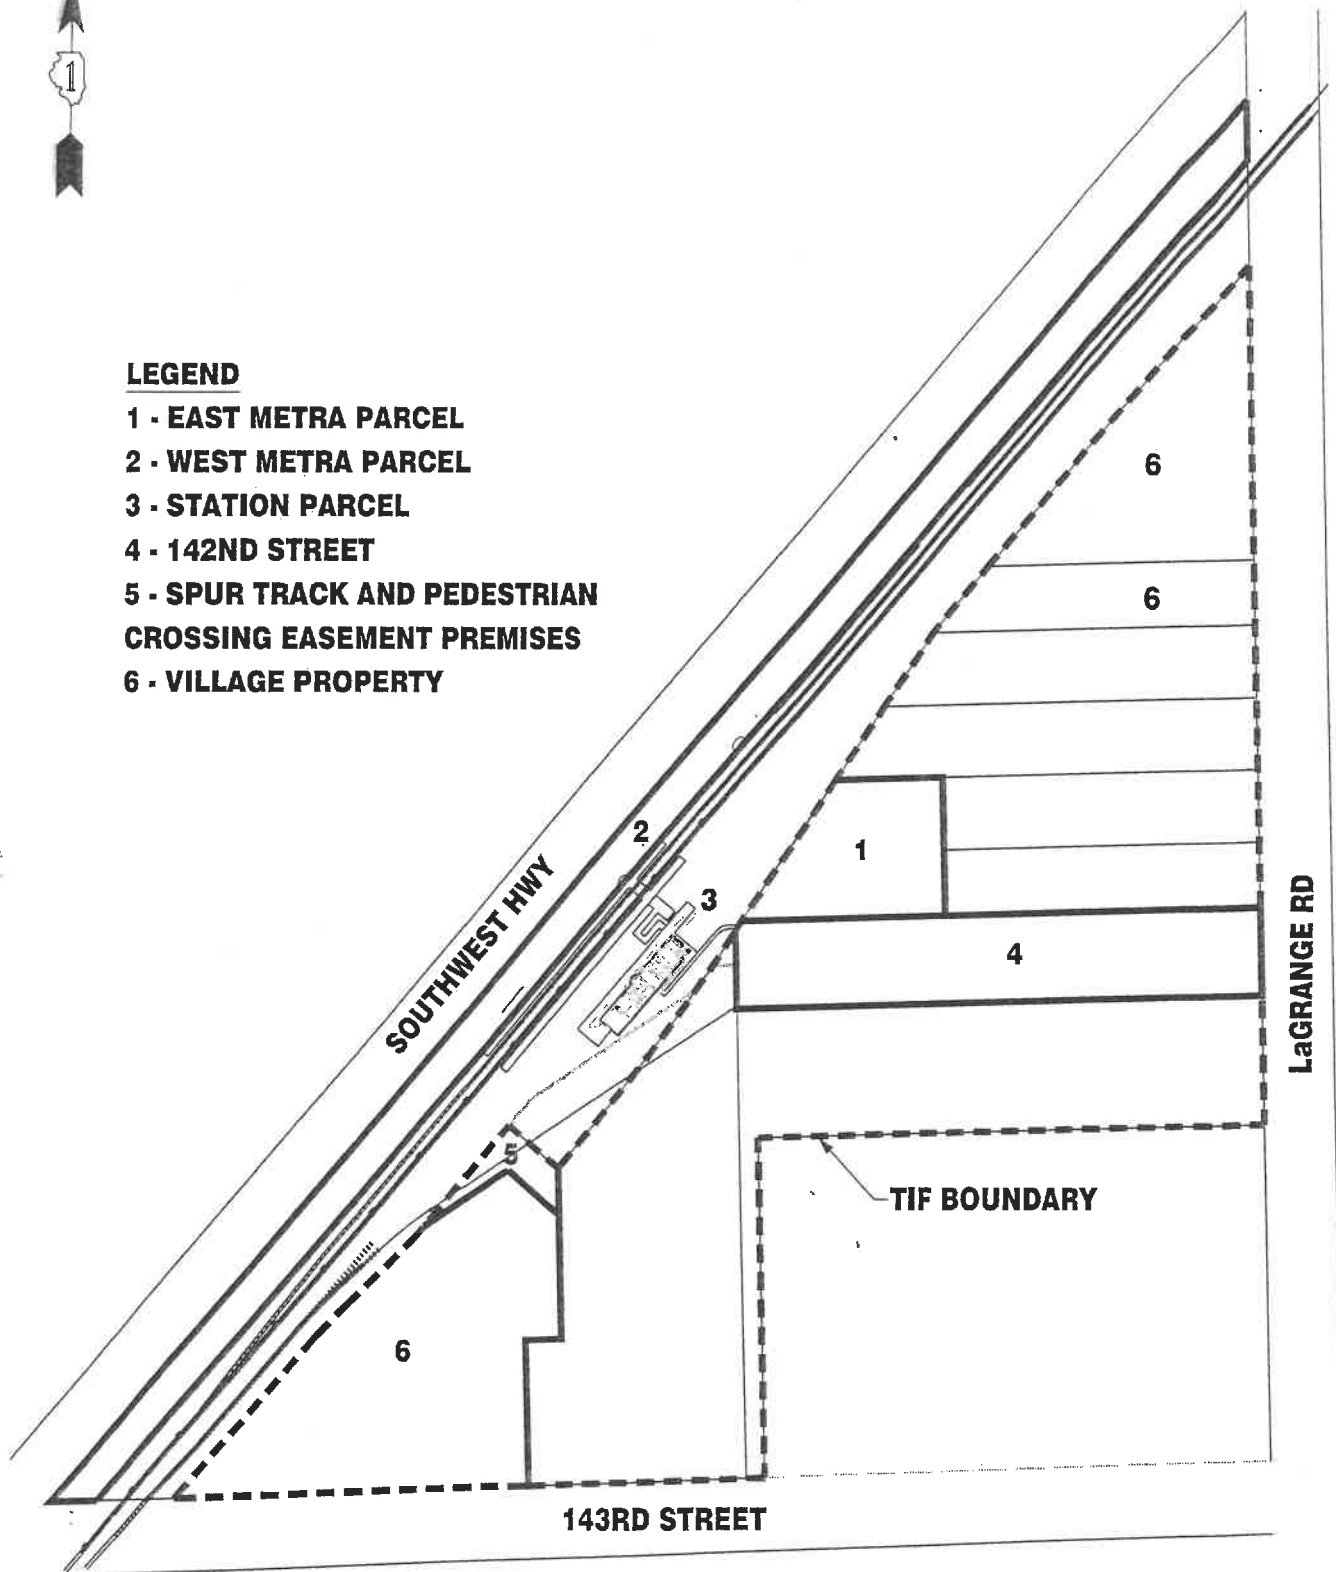 1
LEGEND
1 - EAST METRA PARCEL
2 - WEST METRA PARCEL
3 - STATION PARCEL
4 - 142ND STREET
5 - SPUR TRACK AND PEDESTRIAN
CROSSING EASEMENT PREMISES
6 - VILLAGE PROPERTY
6
6
2
1
3
SOUTHWEST HWY
4
LaGRANGE RD
5
TIF BOUNDARY
6
143RD STREET